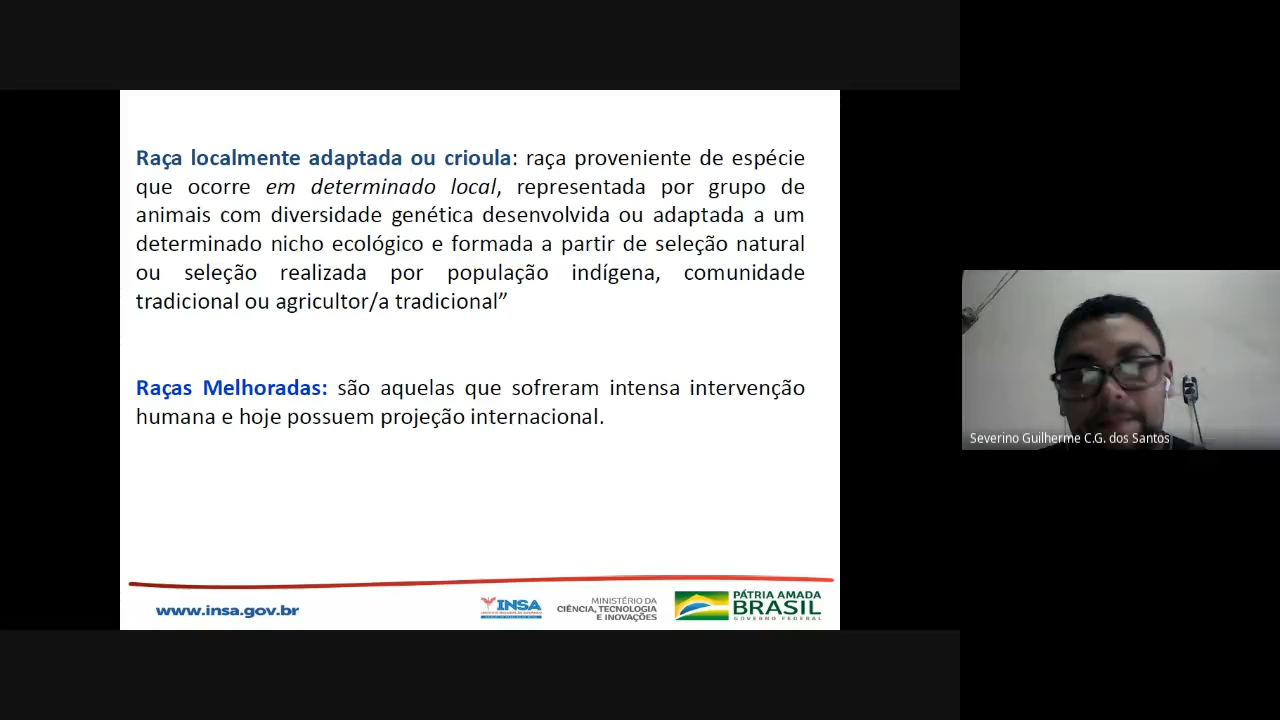 Raça localmente adaptada ou crioula: raça proveniente de espécie
que ocorre em determinado local, representada por grupo de
animais com diversidade genética desenvolvida ou adaptada a um
determinado nicho ecológico e formada a partir de seleção natural
ou seleção realizada por população indígena, comunidade
tradicional ou agricultor/a tradicional”
Raças Melhoradas: são aquelas que sofreram intensa intervenção
humana e hoje possuem projeção internacional.
www.insa.gov.br
INSA
MINISTÉRIO DA
CIÊNCIA, TECNOLOGIA
E INOVAÇÕES
PÁTRIA AMADA
BRASIL
GOVERNO FEDERAL
Severino Guilherme C.G. dos Santos